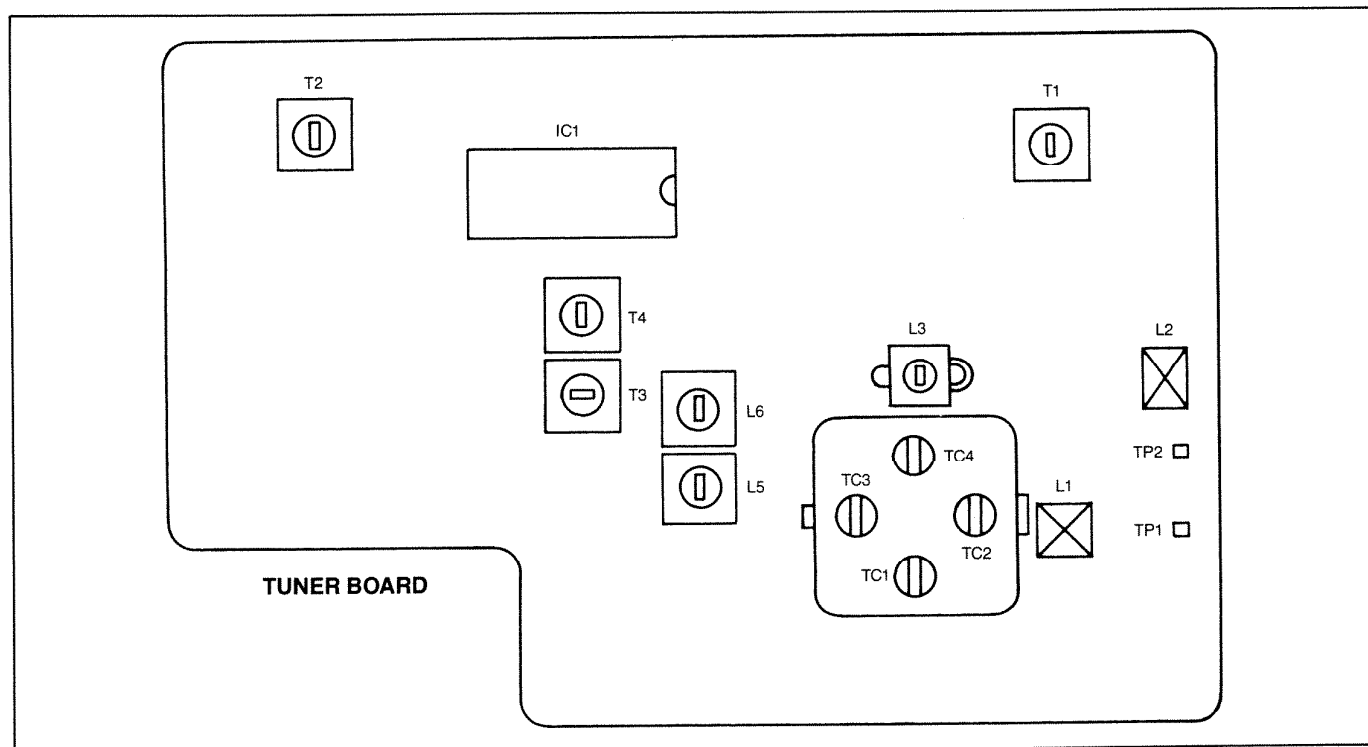 T2
T1
IC1
T4
L3
L2
T3
L6
TC4
TP2
TC3
L5
L1
TP1
TC2
TC1
TUNER BOARD